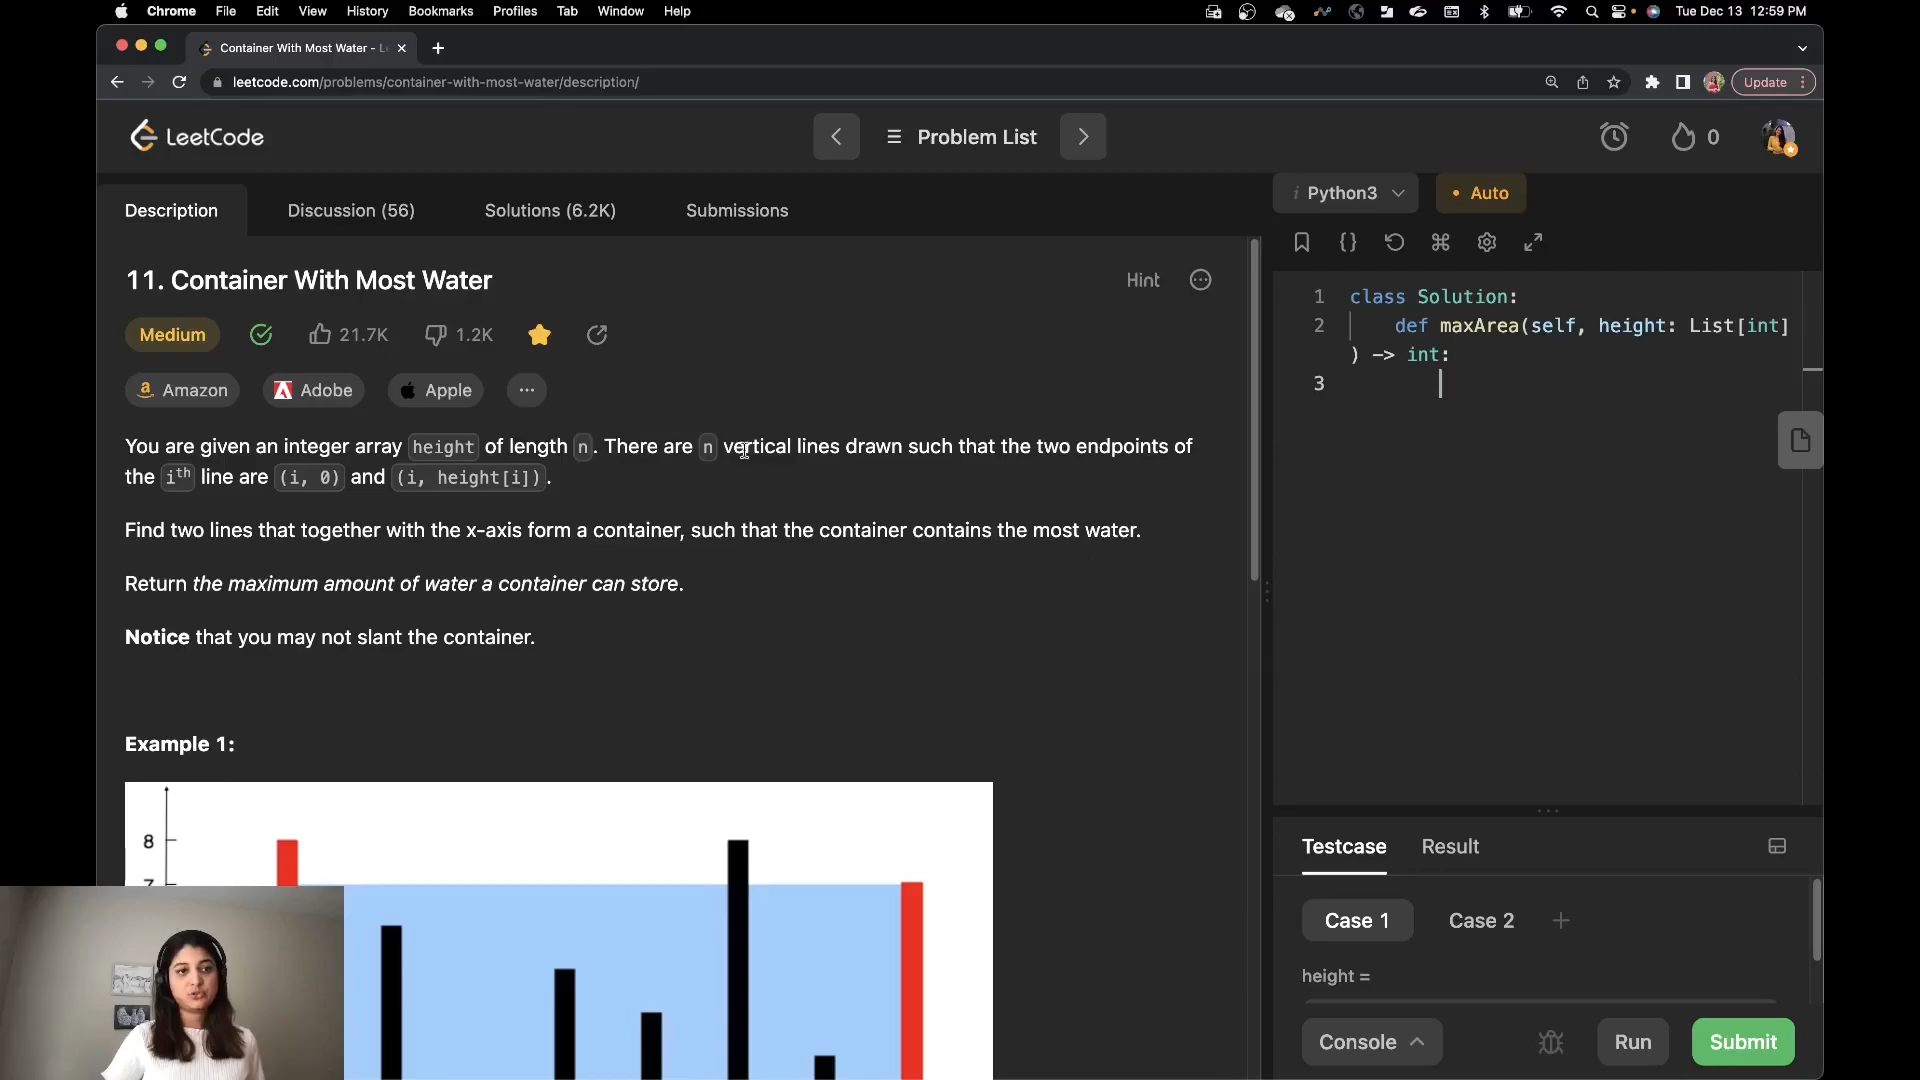 Chrome File Edit View History Bookmarks Profiles Tab Window Help
Tue Dec 13 12:59 PM
Container With Most Water - L
leetcode.com/problems/container-with-most-water/description/
Update
LeetCode
Problem List
0
Description
Discussion (56)
Solutions (6.2K)
Submissions
11. Container With Most Water
Hint
Medium
21.7K
1.2K
Amazon
Adobe
Apple
You are given an integer array height of length n. There are n vertical lines drawn such that the two endpoints of
the ith line are (i, 0) and (i, height[i]).
Find two lines that together with the x-axis form a container, such that the container contains the most water.
Return the maximum amount of water a container can store.
Notice that you may not slant the container.
Example 1:
8
7
i Python3
• Auto
{}
1 class Solution:
2 def maxArea(self, height: List[int]
) -> int:
3
Testcase
Result
Case 1
Case 2
+
height =
Console
Run
Submit